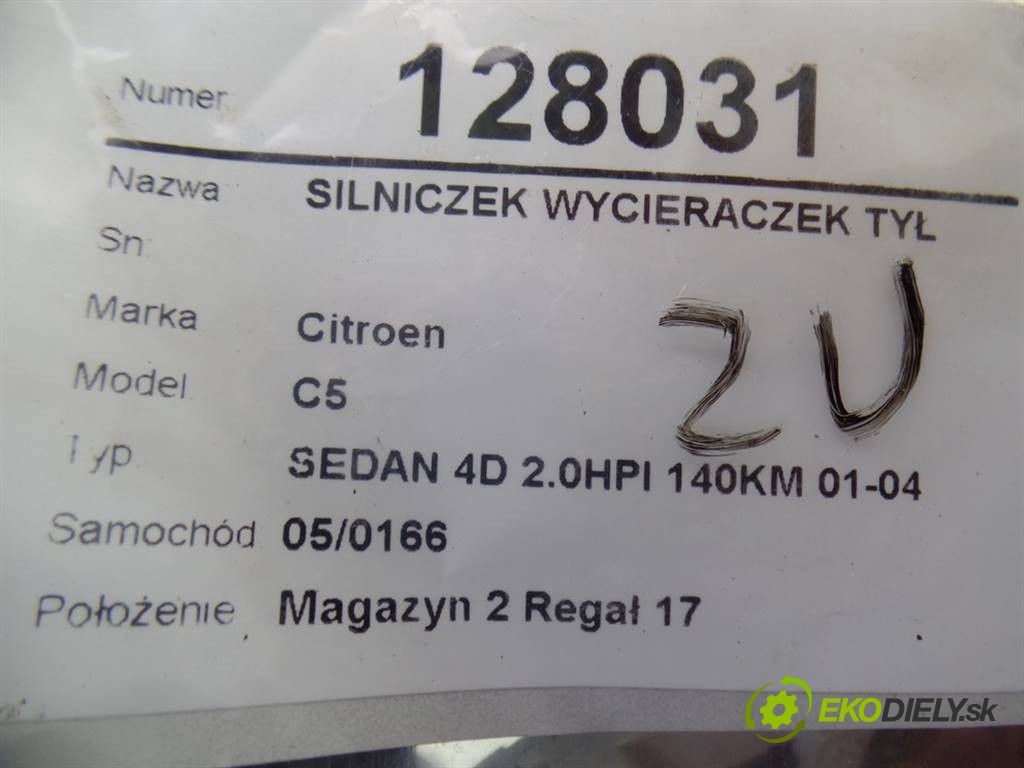 Numer 128031
Nazwa SILNICZEK WYCIERACZEK TYŁ
Sn:
Marka Citroen
Model C5
Typ SEDAN 4D 2.0HPI 140KM 01-04
Samochód 05/0166
Położenie Magazyn 2 Regał 17
ZU
EKODIELY.sk